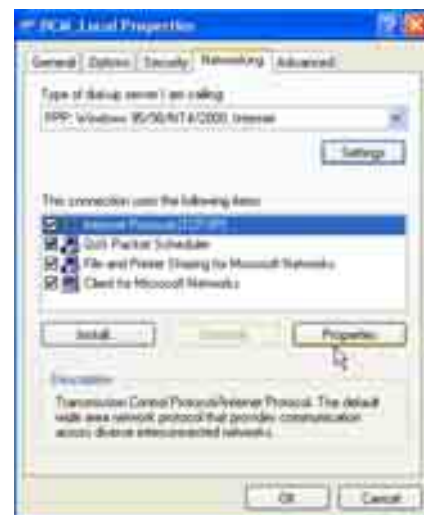 Local Properties
General Options Security Networking Advanced
Type of dial-up server I am calling:
PPP: Windows 95/98/NT4/2000, Internet
Settings
This connection uses the following items:
Internet Protocol (TCP/IP)
QoS Packet Scheduler
File and Printer Sharing for Microsoft Networks
Client for Microsoft Networks
Install... Uninstall Properties
Description
Transmission Control Protocol/Internet Protocol. The default
wide area network protocol that provides communication
across diverse interconnected networks.
OK Cancel